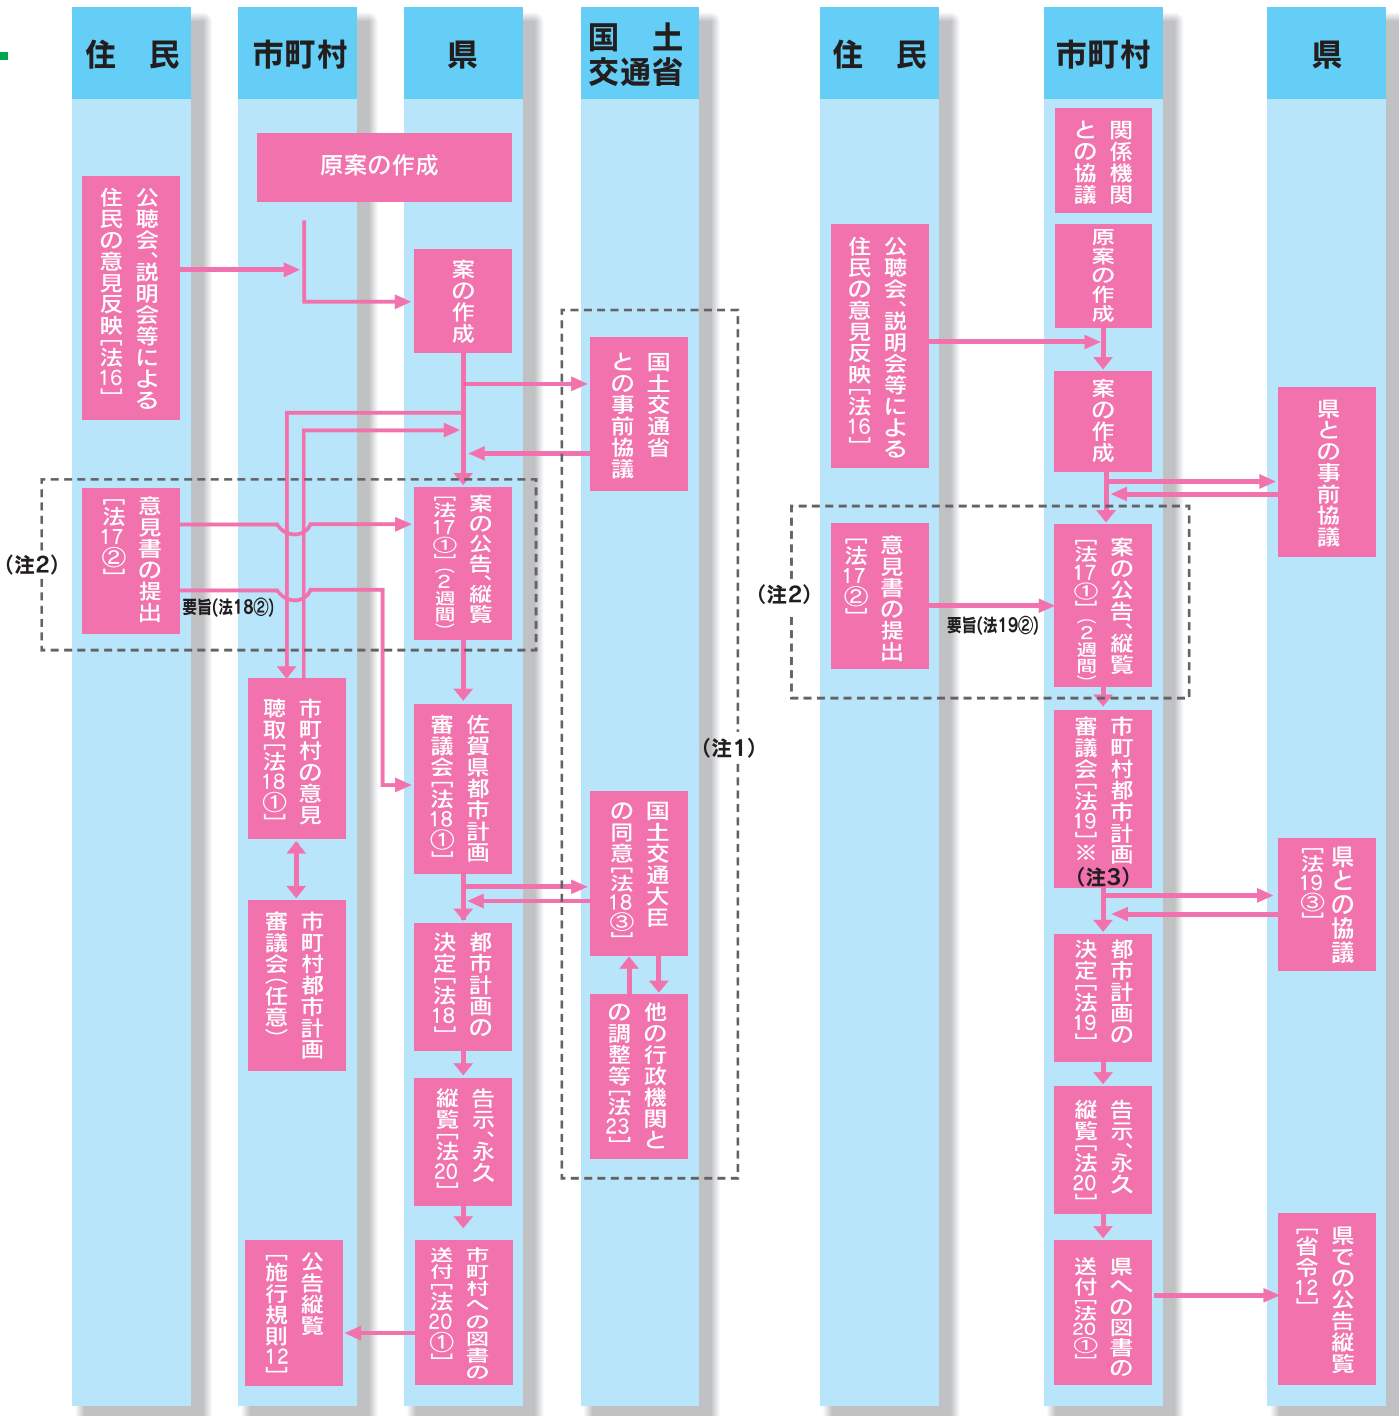 住　民
市町村
県
国　土
交通省
原案の作成
公聴会、説明会等による
住民の意見反映[法16]
案の作成
国土交通省
との事前協議
意見書の提出
[法17②]
案の公告、縦覧
[法17①]（2週間）
（注2）
要旨(法18②)
市町村の意見
聴取[法18①]
佐賀県都市計画
審議会[法18①]
（注1）
国土交通大臣
の同意[法18③]
市町村都市計画
審議会（任意）
都市計画の
決定[法18]
他の行政機関と
の調整等[法23]
告示、永久
縦覧[法20]
市町村への図書の
送付[法20①]
公告縦覧
[施行規則12]
住　民
市町村
県
関係機関
との協議
原案の作成
公聴会、説明会等による
住民の意見反映[法16]
案の作成
県との事前協議
意見書の提出
[法17②]
案の公告、縦覧
[法17①]（2週間）
（注2）
要旨(法19②)
市町村都市計画
審議会[法19]※
（注3）
県との協議
[法19③]
都市計画の
決定[法19]
告示、永久
縦覧[法20]
県への図書の
送付[法20①]
県での公告縦覧
[省令12]